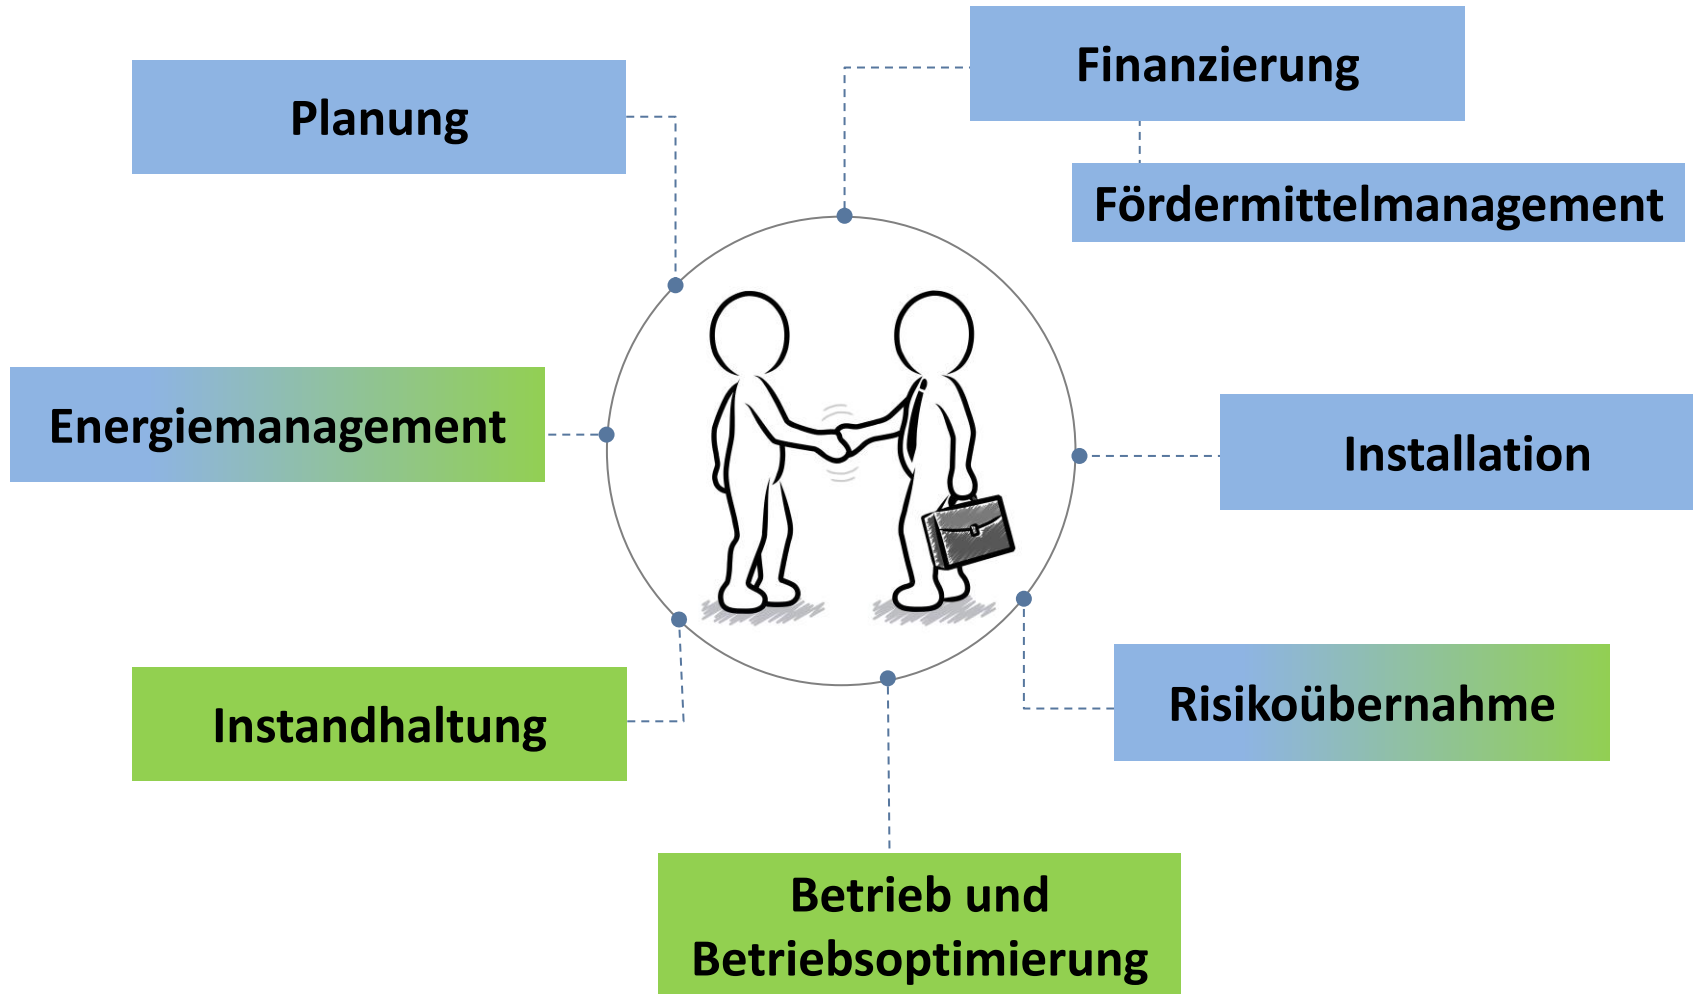 Planung
Finanzierung
Fördermittelmanagement
Energiemanagement
Installation
Instandhaltung
Risikoübernahme
Betrieb und
Betriebsoptimierung